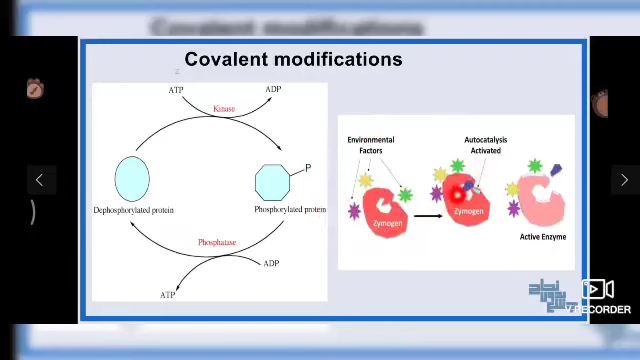 Covalent modifications
ATP
ADP
Kinase
P
Dephosphorylated protein
Phosphorylated protein
Phosphatase
ADP
ATP
Environmental
Factors
Autocatalysis
Activated
Zymogen
Zymogen
Active Enzyme
RECORDER